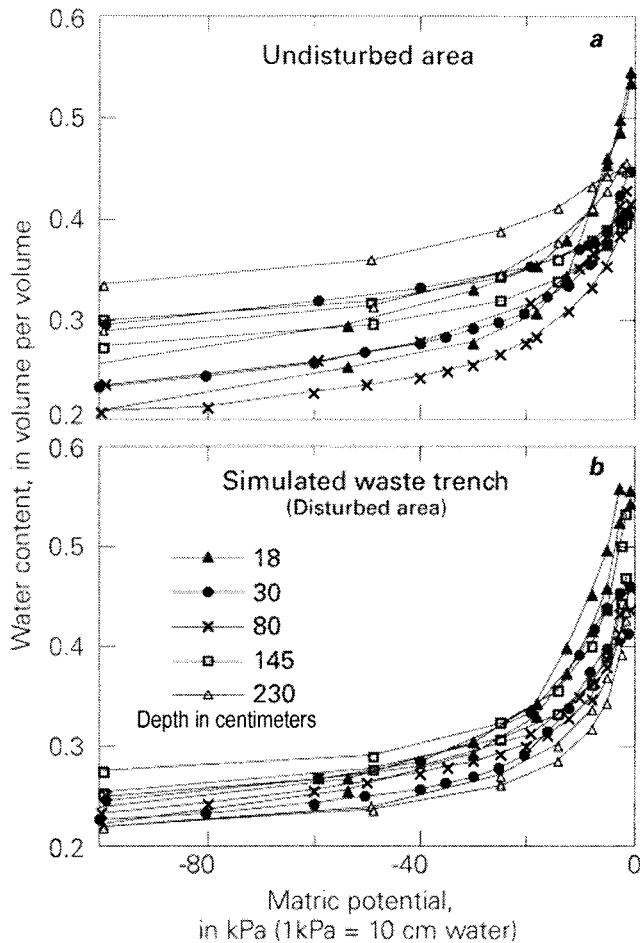 0.6
a
Undisturbed area
0.5
0.4
0.3
0.2
0.6
b
Simulated waste trench
(Disturbed area)
0.5
18
30
80
0.4
145
230
Depth in centimeters
0.3
0.2
-80
-40
0
Water content, in volume per volume
Matric potential,
in kPa (1kPa = 10 cm water)